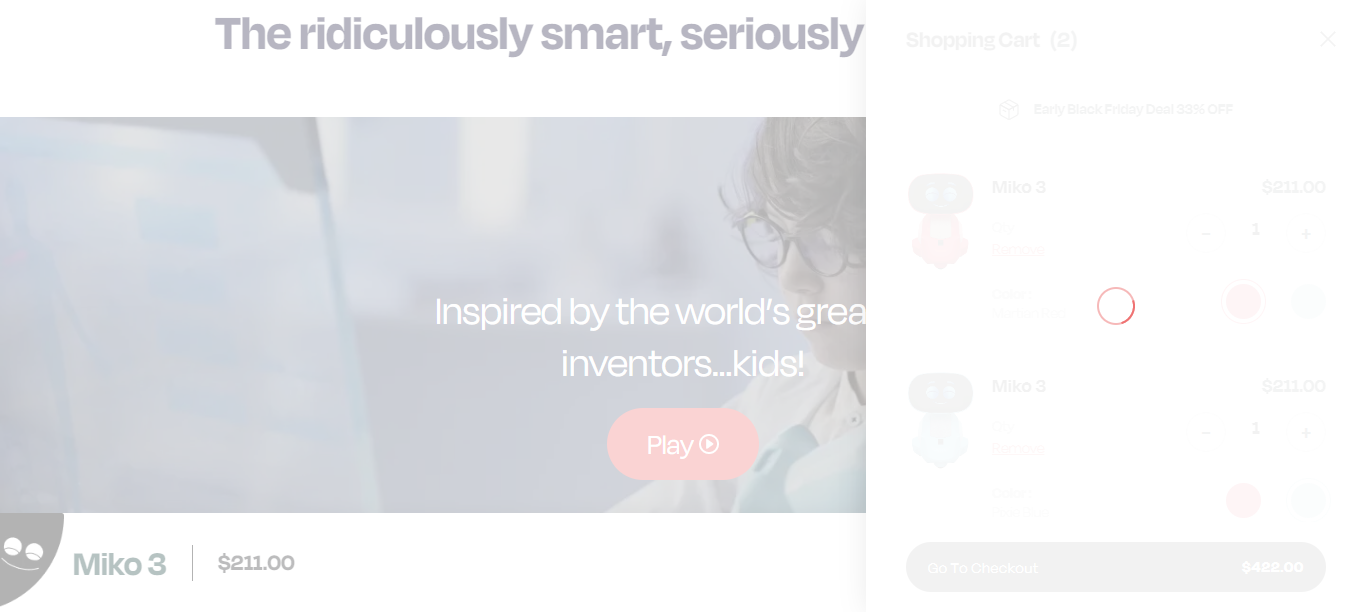 The ridiculously smart, seriously
Inspired by the world's grea
inventors...kids!
Play
Miko 3
$211.00
Shopping Cart (2)
Early Black Friday Deal 33% OFF
Miko 3 $211.00
Qty
Remove
- 1 +
Color:
Miko 3 $211.00
Qty
Remove
- 1 +
Color:
Go To Checkout $422.00